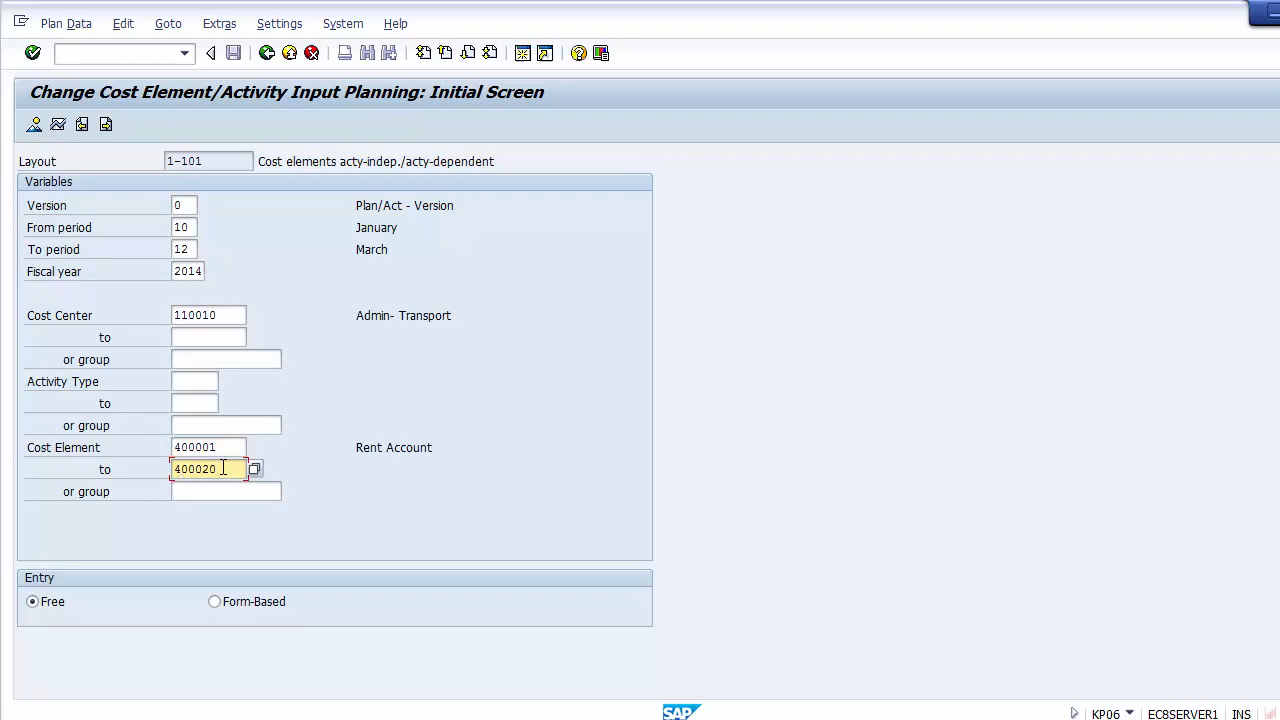 Plan Data Edit Goto Extras Settings System Help
Change Cost Element/Activity Input Planning: Initial Screen
Layout 1-101 Cost elements acty-indep./acty-dependent
Variables
Version 0 Plan/Act - Version
From period 10 January
To period 12 March
Fiscal year 2014
Cost Center 110010 Admin- Transport
to
or group
Activity Type
to
or group
Cost Element 400001 Rent Account
to 400020
or group
Entry
Free Form-Based
SAP KP06 EC8SERVER1 INS